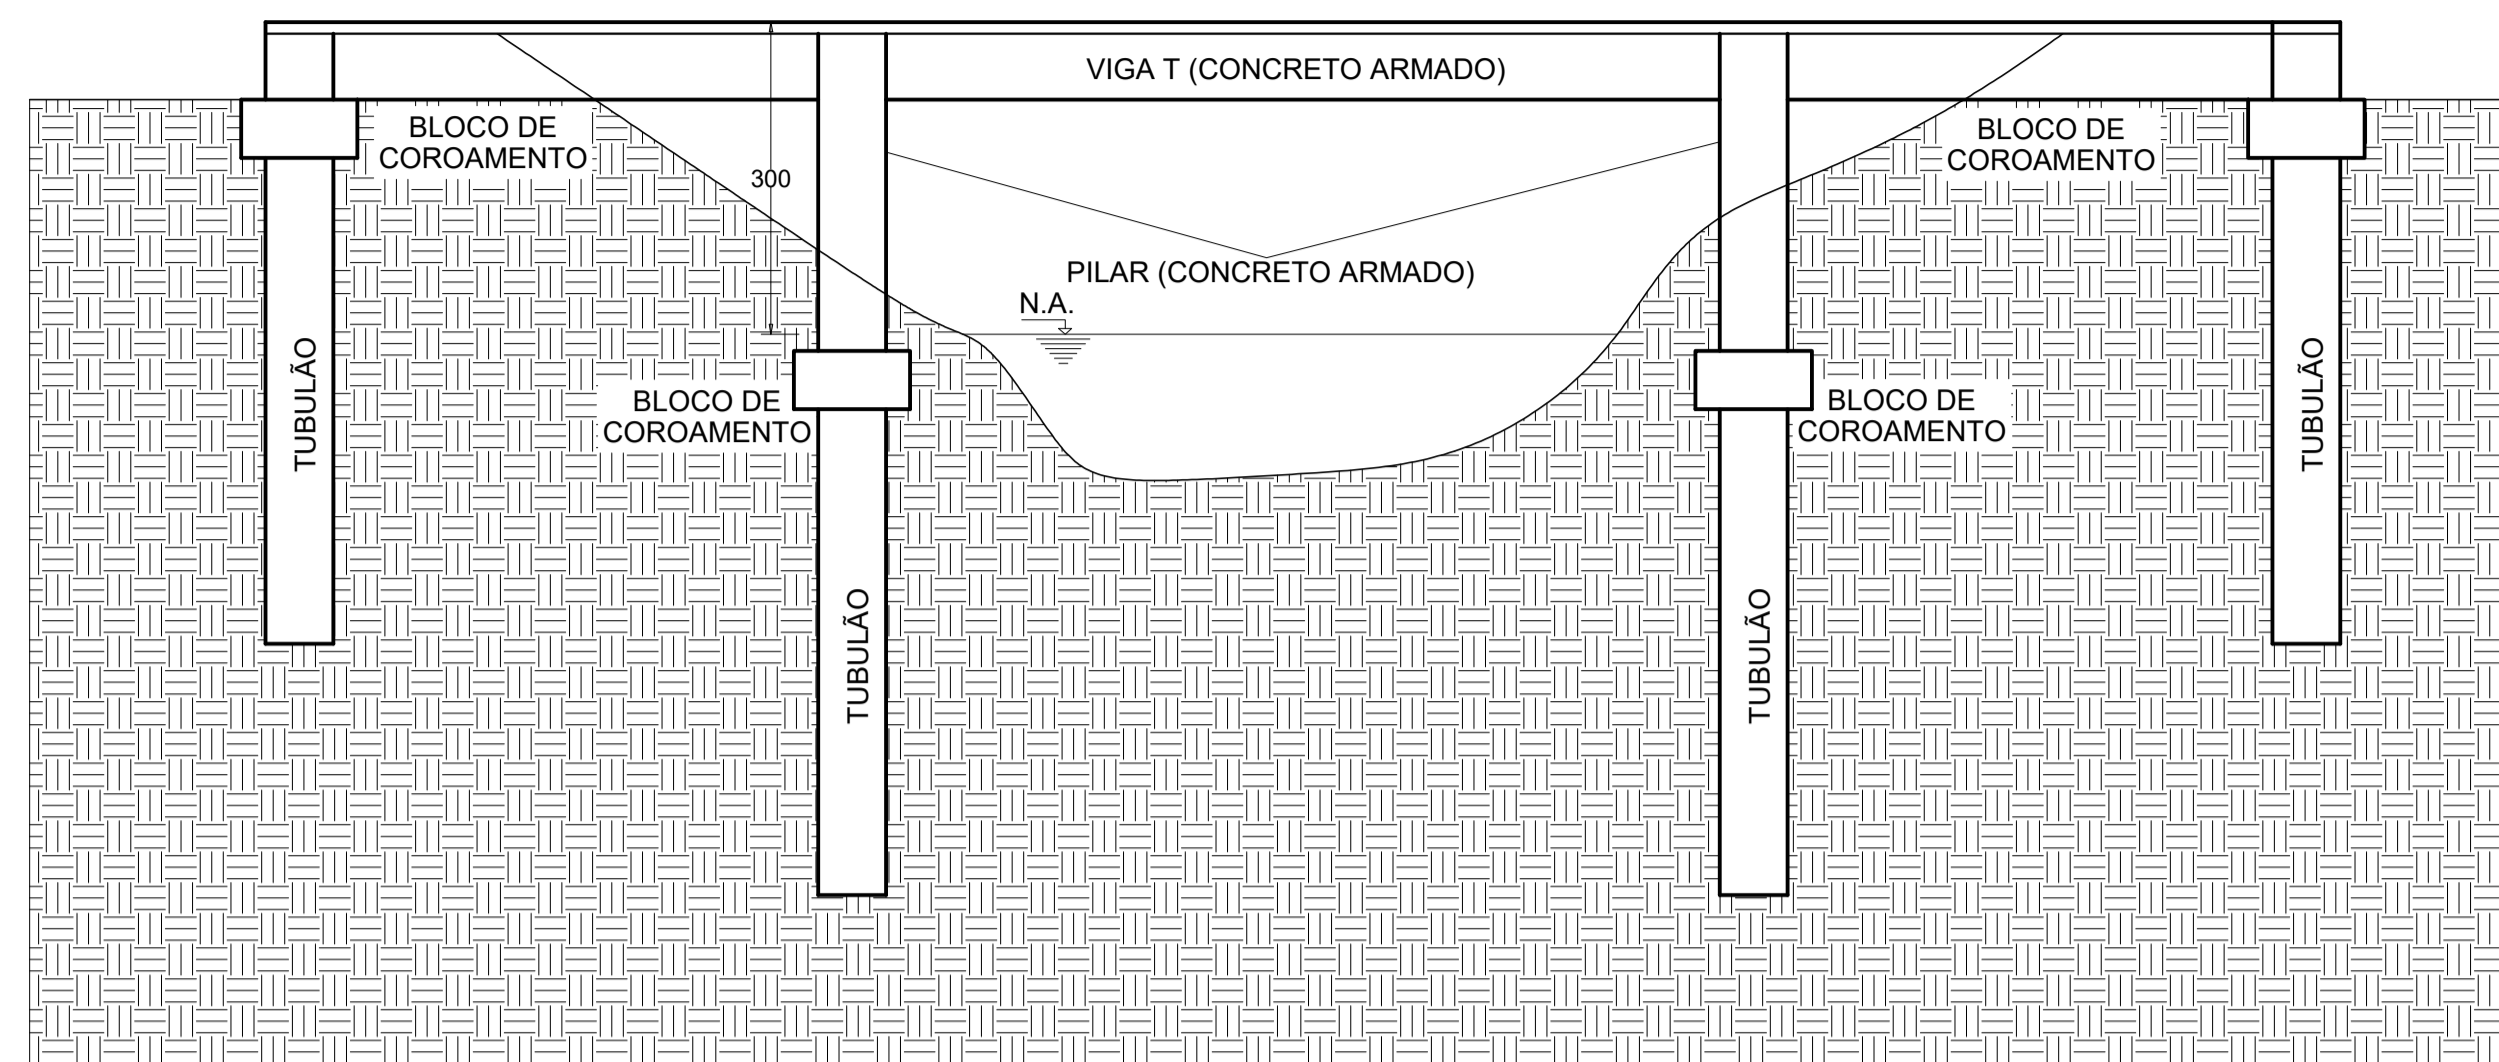 VIGA T (CONCRETO ARMADO)
BLOCO DE
COROAMENTO
BLOCO DE
COROAMENTO
300
PILAR (CONCRETO ARMADO)
N.A.
TUBULÃO
TUBULÃO
BLOCO DE
COROAMENTO
BLOCO DE
COROAMENTO
TUBULÃO
TUBULÃO